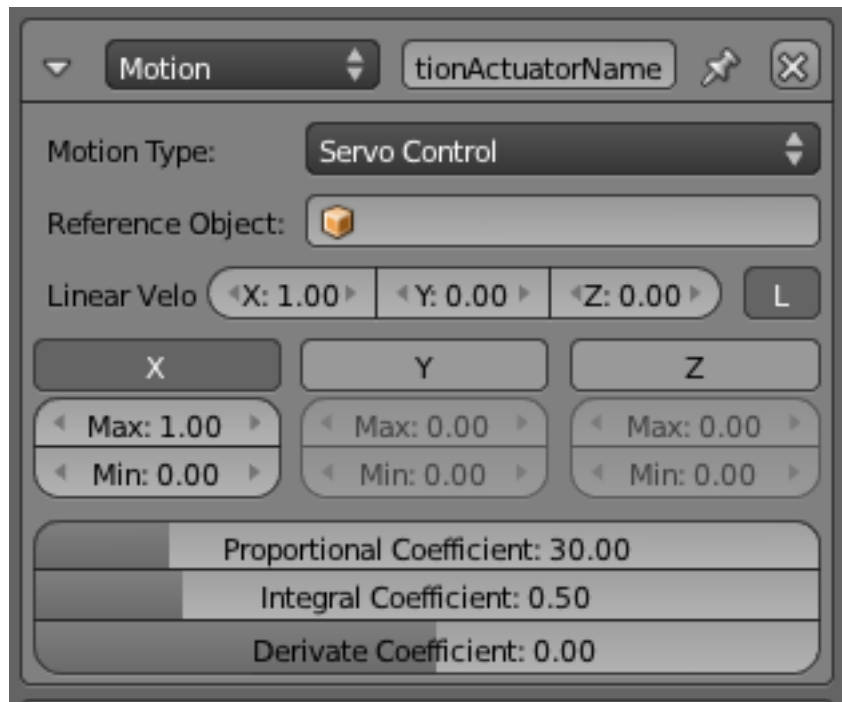 Motion tionActuatorName
Motion Type: Servo Control
Reference Object:
Linear Velo X: 1.00 Y: 0.00 Z: 0.00 L
X Y Z
Max: 1.00 Max: 0.00 Max: 0.00
Min: 0.00 Min: 0.00 Min: 0.00
Proportional Coefficient: 30.00
Integral Coefficient: 0.50
Derivate Coefficient: 0.00